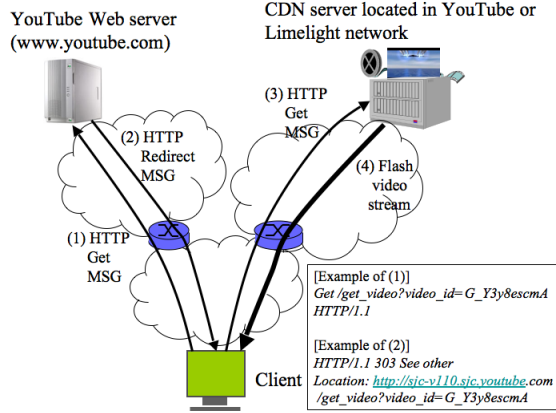 YouTube Web server
(www.youtube.com)
CDN server located in YouTube or
Limelight network
(3) HTTP
Get
MSG
(2) HTTP
Redirect
MSG
(4) Flash
video
stream
(1) HTTP
Get
MSG
Client
[Example of (1)]
Get /get_video?video_id=G_Y3y8escmA
HTTP/1.1
[Example of (2)]
HTTP/1.1 303 See other
Location: http://sjc-v110.sjc.youtube.com
/get_video?video_id=G_Y3y8escmA